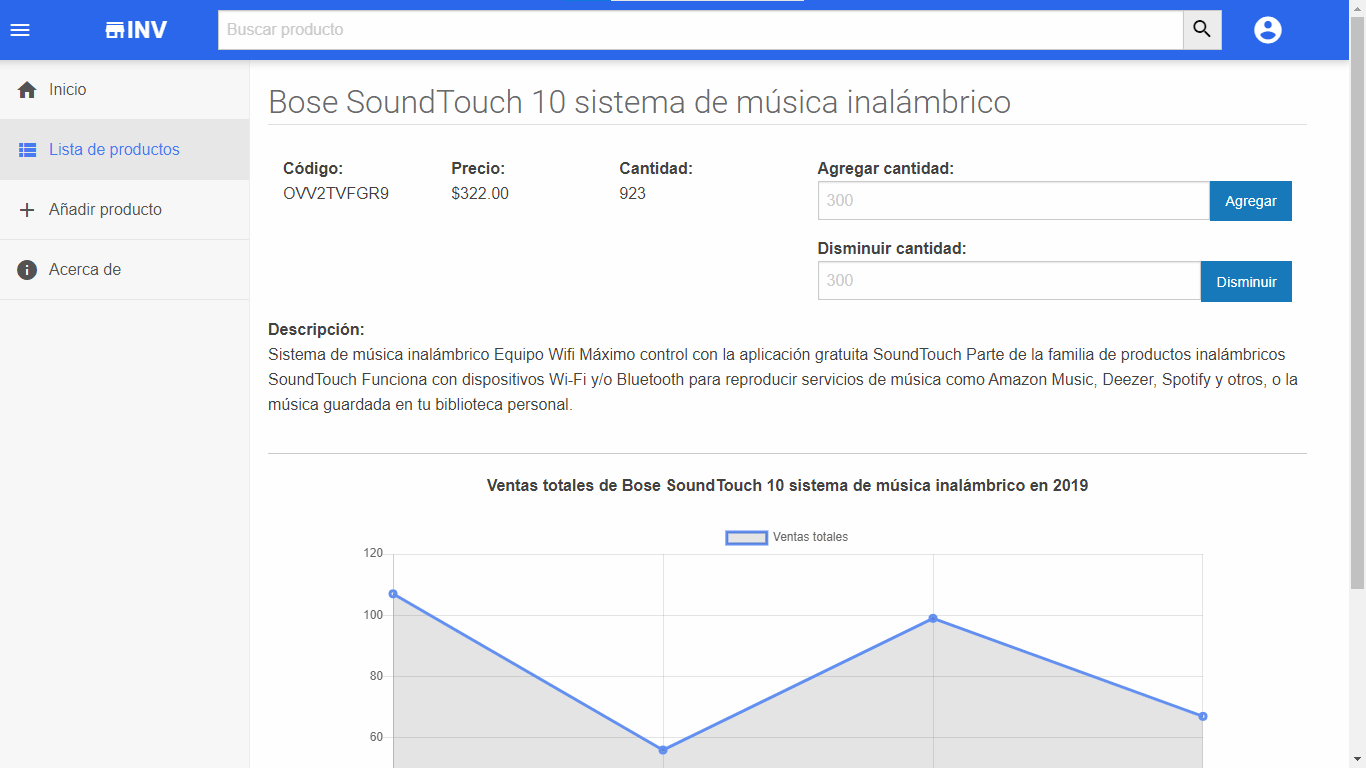 INV
Buscar producto
Inicio
Lista de productos
Añadir producto
Acerca de
Bose SoundTouch 10 sistema de música inalámbrico
Código:
OVV2TVFGR9
Precio:
$322.00
Cantidad:
923
Agregar cantidad:
300
Agregar
Disminuir cantidad:
300
Disminuir
Descripción:
Sistema de música inalámbrico Equipo Wifi Máximo control con la aplicación gratuita SoundTouch Parte de la familia de productos inalámbricos
SoundTouch Funciona con dispositivos Wi-Fi y/o Bluetooth para reproducir servicios de música como Amazon Music, Deezer, Spotify y otros, o la
música guardada en tu biblioteca personal.
Ventas totales de Bose SoundTouch 10 sistema de música inalámbrico en 2019
Ventas totales
120
100
80
60